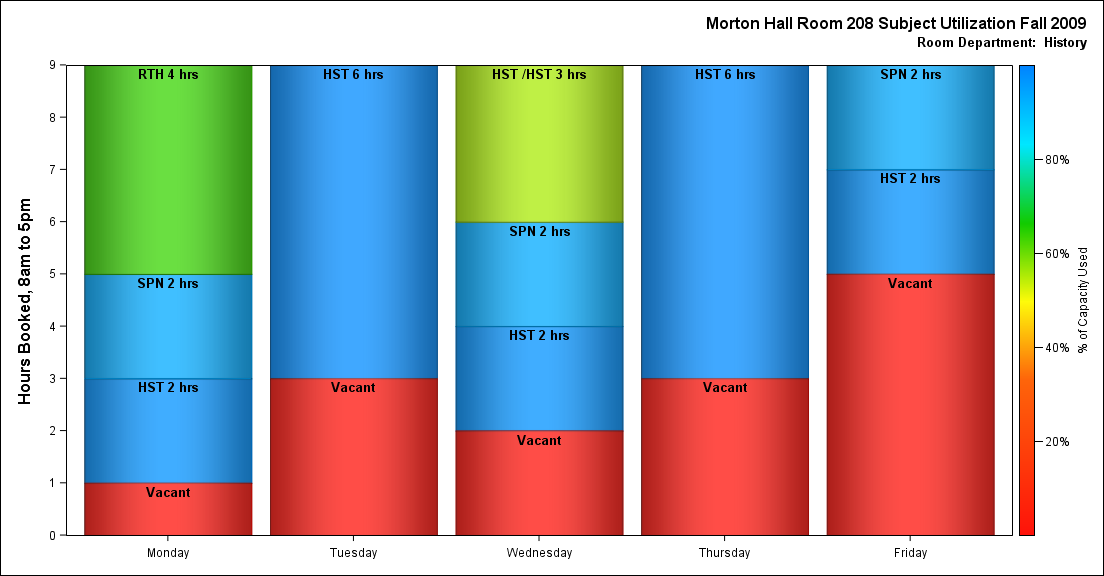 Morton Hall Room 208 Subject Utilization Fall 2009
Room Department: History
Hours Booked, 8am to 5pm
9
8
7
6
5
4
3
2
1
0
RTH 4 hrs
SPN 2 hrs
HST 2 hrs
Vacant
HST 6 hrs
Vacant
HST /HST 3 hrs
SPN 2 hrs
HST 2 hrs
Vacant
HST 6 hrs
Vacant
SPN 2 hrs
HST 2 hrs
Vacant
Monday
Tuesday
Wednesday
Thursday
Friday
80%
60%
40%
20%
% of Capacity Used